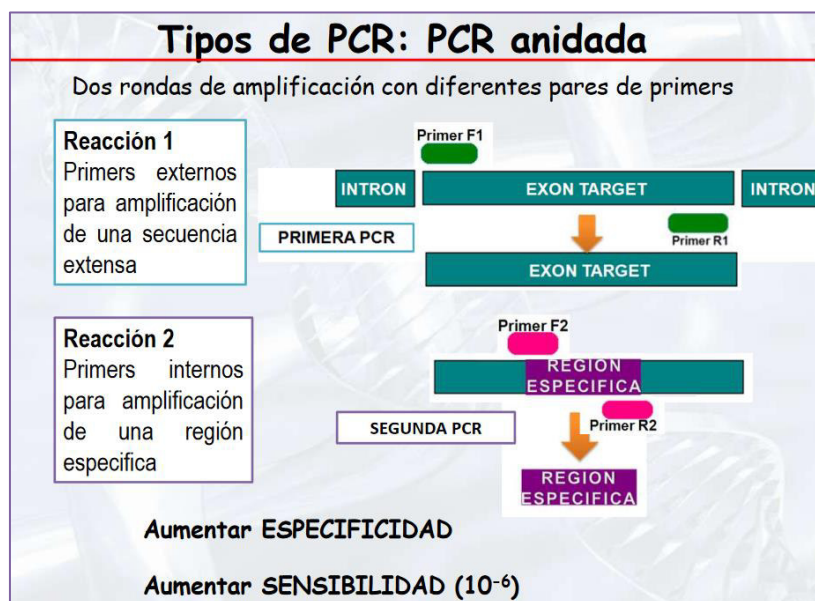 Tipos de PCR: PCR anidada
Dos rondas de amplificación con diferentes pares de primers
Reacción 1
Primers externos
para amplificación
de una secuencia
extensa
Primer F1
INTRON
EXON TARGET
INTRON
PRIMERA PCR
Primer R1
EXON TARGET
Reacción 2
Primers internos
para amplificación
de una región
especifica
Primer F2
REGION
ESPECIFICA
SEGUNDA PCR
Primer R2
REGION
ESPECIFICA
Aumentar ESPECIFICIDAD
Aumentar SENSIBILIDAD (10⁻⁶)